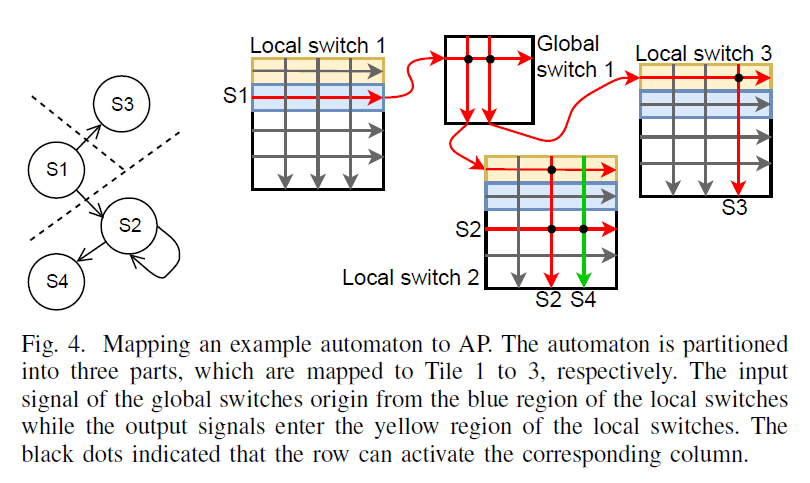 Local switch 1
Global
switch 1
Local switch 3
S1
S3
S1
S2
S4
S2
Local switch 2
S2 S4
S3
Fig. 4. Mapping an example automaton to AP. The automaton is partitioned
into three parts, which are mapped to Tile 1 to 3, respectively. The input
signal of the global switches origin from the blue region of the local switches
while the output signals enter the yellow region of the local switches. The
black dots indicated that the row can activate the corresponding column.